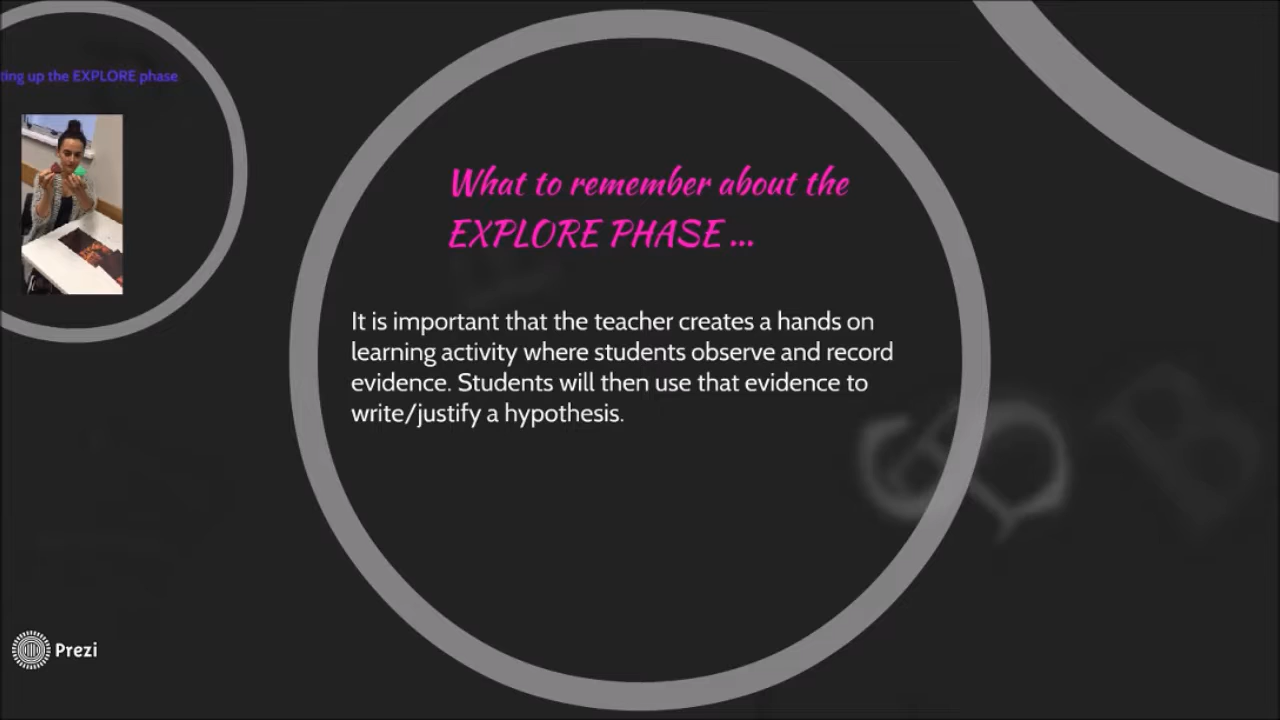 ting up the EXPLORE phase
What to remember about the
EXPLORE PHASE ...
It is important that the teacher creates a hands on
learning activity where students observe and record
evidence. Students will then use that evidence to
write/justify a hypothesis.
Prezi